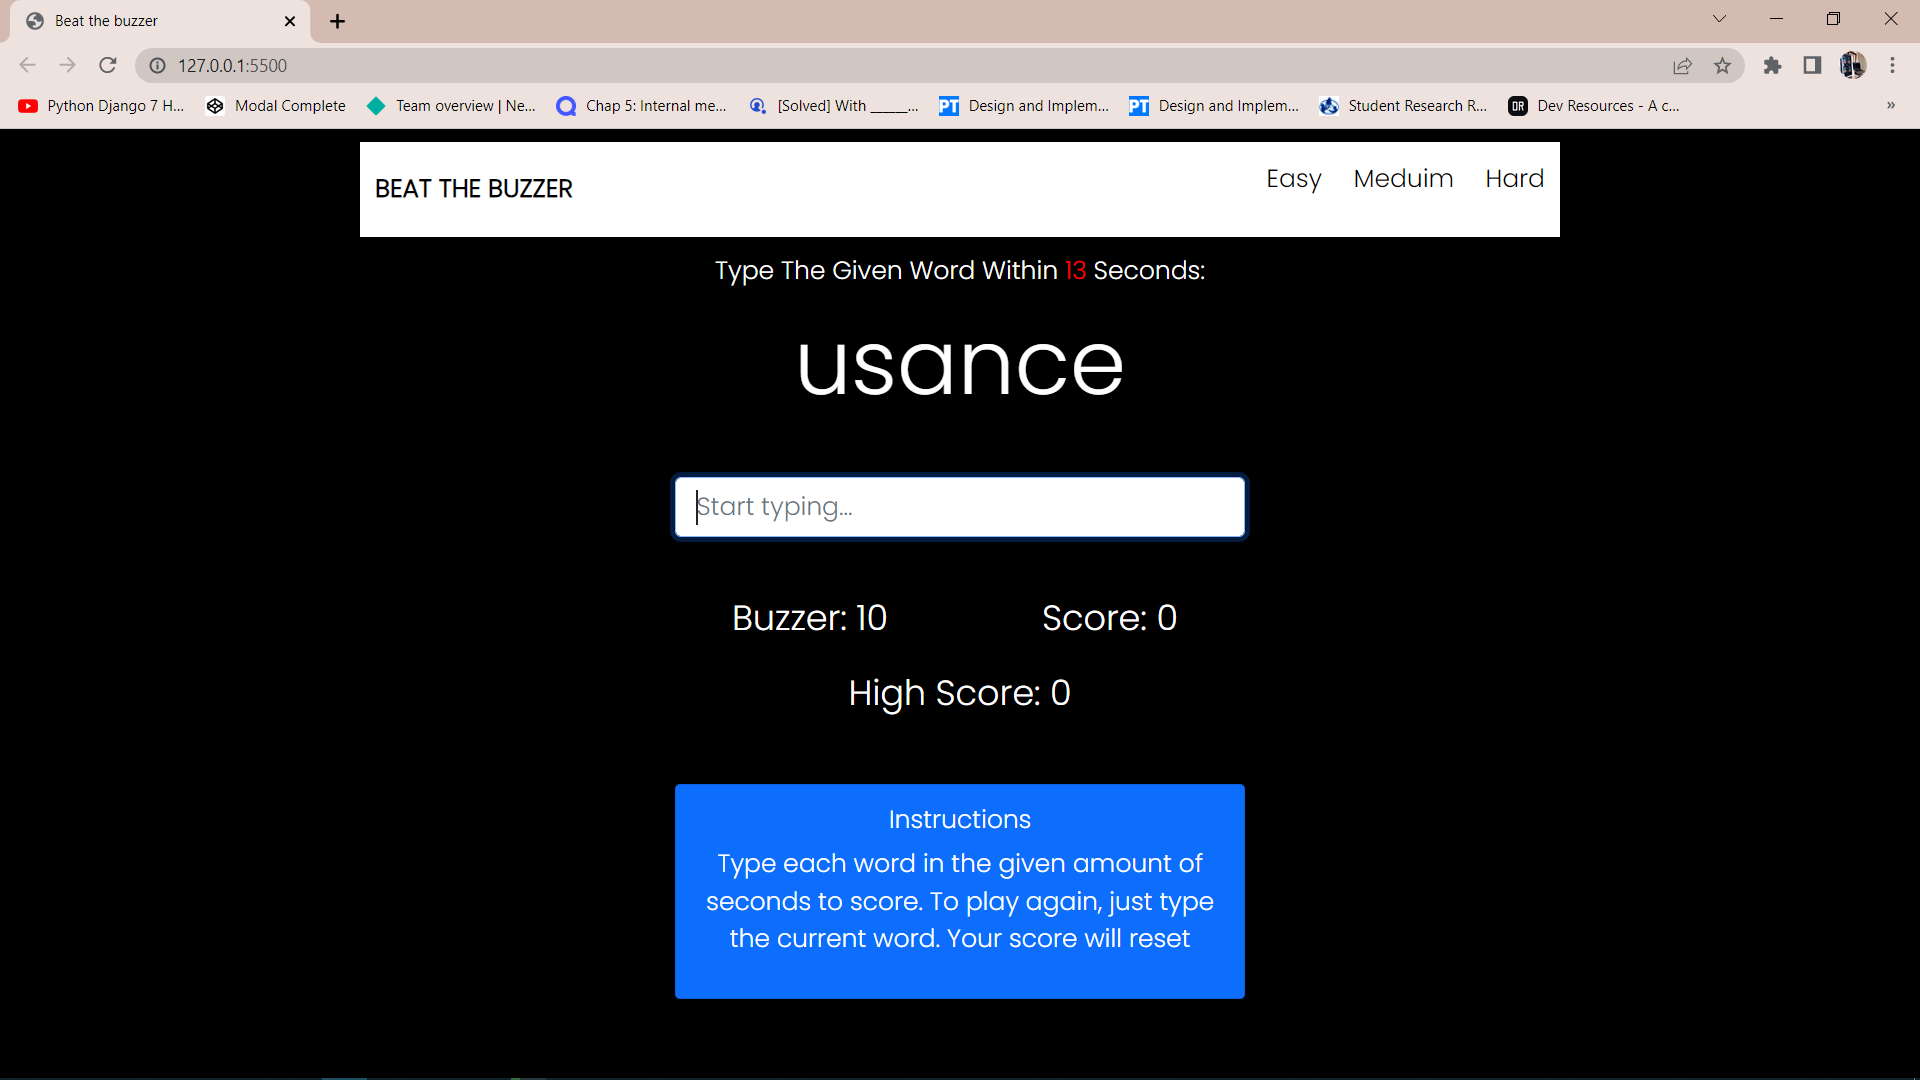 Beat the buzzer
127.0.0.1:5500
Python Django 7 H...
Modal Complete
Team overview | Ne...
Chap 5: Internal me...
[Solved] With ______...
PT Design and Implem...
PT Design and Implem...
Student Research R...
DR Dev Resources - A c...
»
BEAT THE BUZZER
Easy Meduim Hard
Type The Given Word Within 13 Seconds:
usance
Start typing...
Buzzer: 10 Score: 0
High Score: 0
Instructions
Type each word in the given amount of
seconds to score. To play again, just type
the current word. Your score will reset